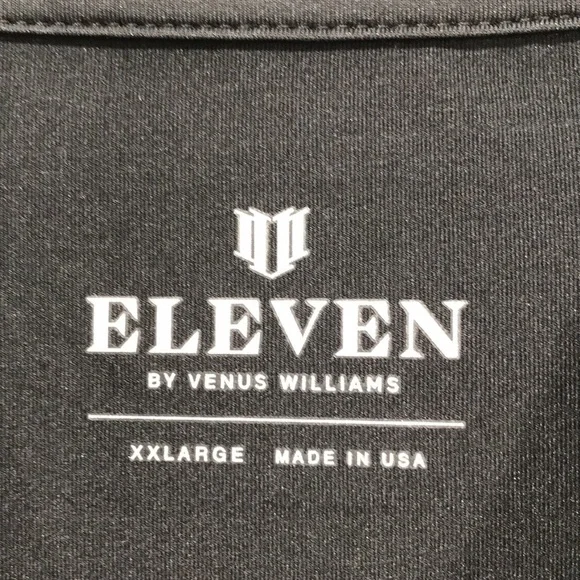 ELEVEN
BY VENUS WILLIAMS
XXLARGE MADE IN USA